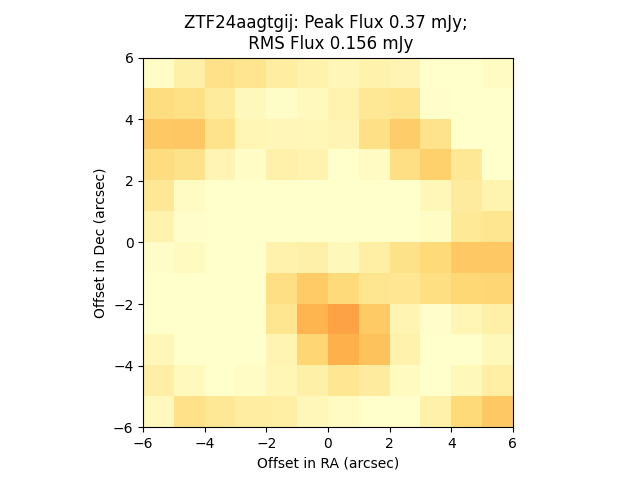 ZTF24aagtgij: Peak Flux 0.37 mJy;
RMS Flux 0.156 mJy
6
4
2
0
−2
−4
−6
Offset in Dec (arcsec)
−6 −4 −2 0 2 4 6
Offset in RA (arcsec)